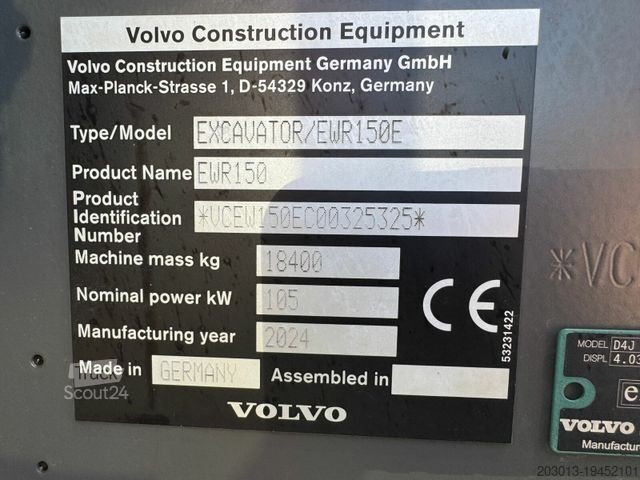 Volvo Construction Equipment
Volvo Construction Equipment Germany GmbH
Max-Planck-Strasse 1, D-54329 Konz, Germany
Type/Model EXCAVATOR/EWR150E
Product Name EWR150
Product
Identification *VCEW150EC00325325*
Number
Machine mass kg 18400
Nominal power kW 105
Manufacturing year 2024
Made in GERMANY Assembled in
VOLVO
CE
53231422
*VC
MODEL D4J
DISPL 4.03
e
VOLVO
Manufactur
Truck
Scout24
203013-19452101